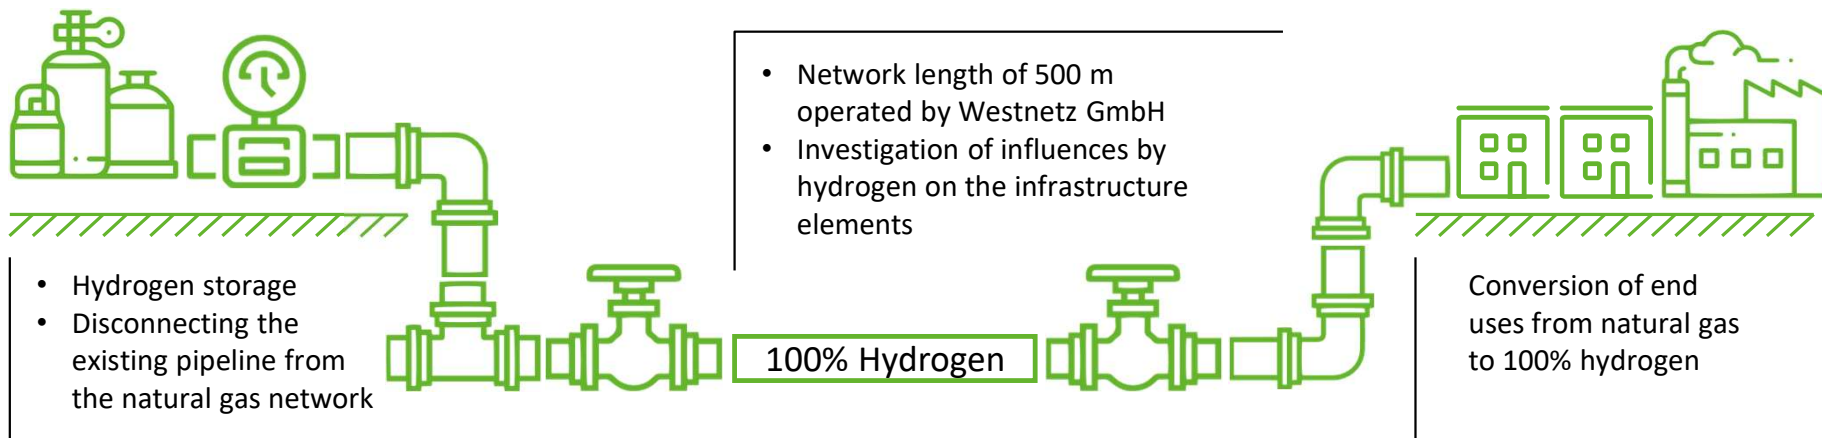 • Hydrogen storage
• Disconnecting the
existing pipeline from
the natural gas network
• Network length of 500 m
operated by Westnetz GmbH
• Investigation of influences by
hydrogen on the infrastructure
elements
100% Hydrogen
Conversion of end
uses from natural gas
to 100% hydrogen